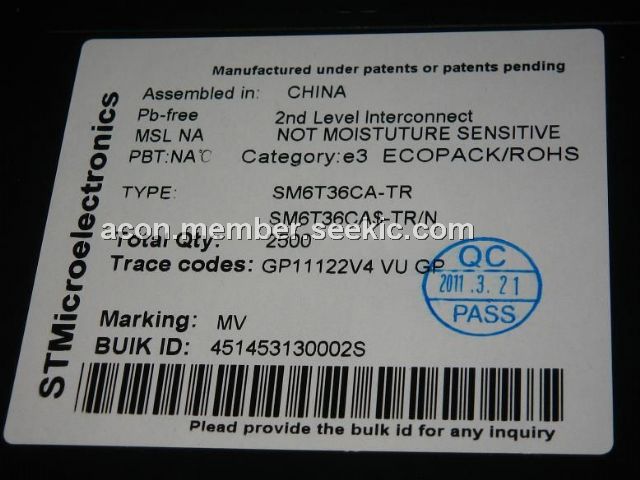 STMicroelectronics
Manufactured under patents or patents pending
Assembled in: CHINA
Pb-free 2nd Level Interconnect
MSL NA NOT MOISTUTURE SENSITIVE
PBT:NA℃ Category:e3 ECOPACK/ROHS
TYPE: SM6T36CA-TR
SM6T36CA$-TR/N
acon.member.seekic.com
Total Qty: 2500
Trace codes: GP11122V4 VU GP
QC
2011.3.21
PASS
Marking: MV
BUIK ID: 451453130002S
Plead provide the bulk id for any inquiry